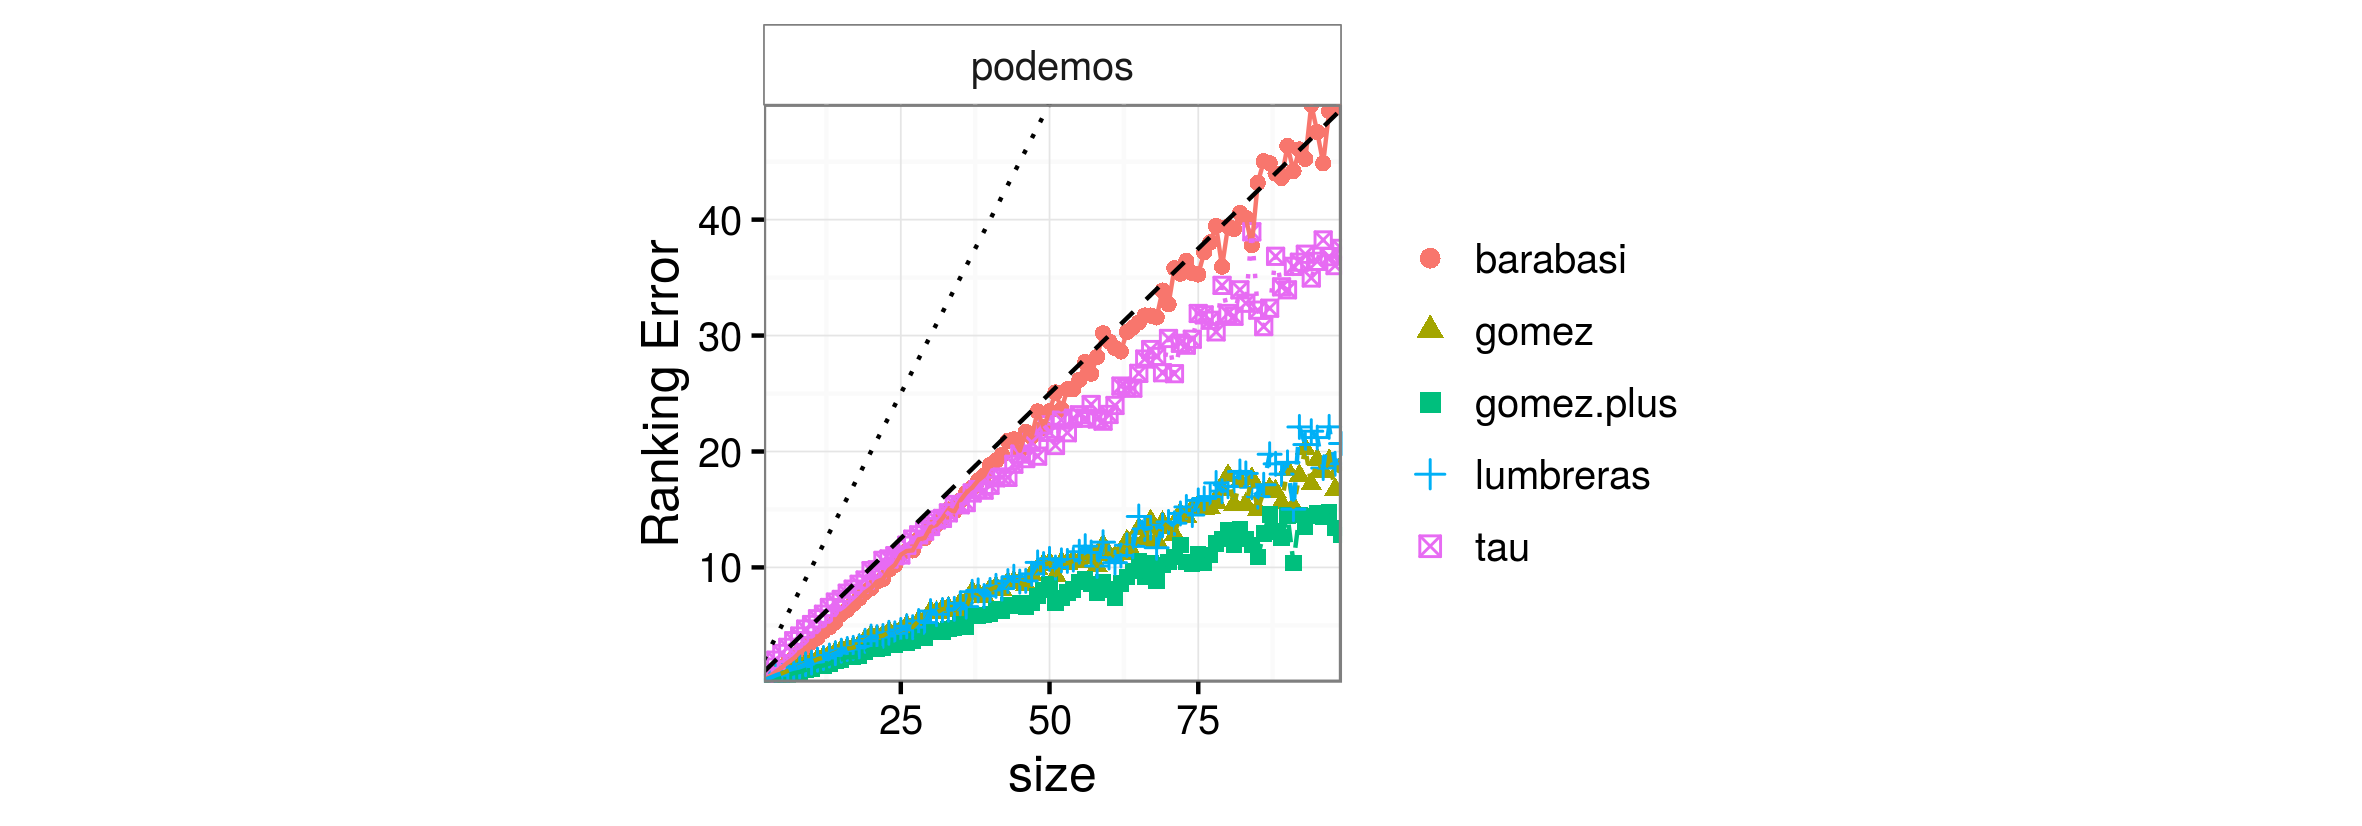 podemos
Ranking Error
40
30
20
10
25 50 75
size
barabasi
gomez
gomez.plus
lumbreras
tau